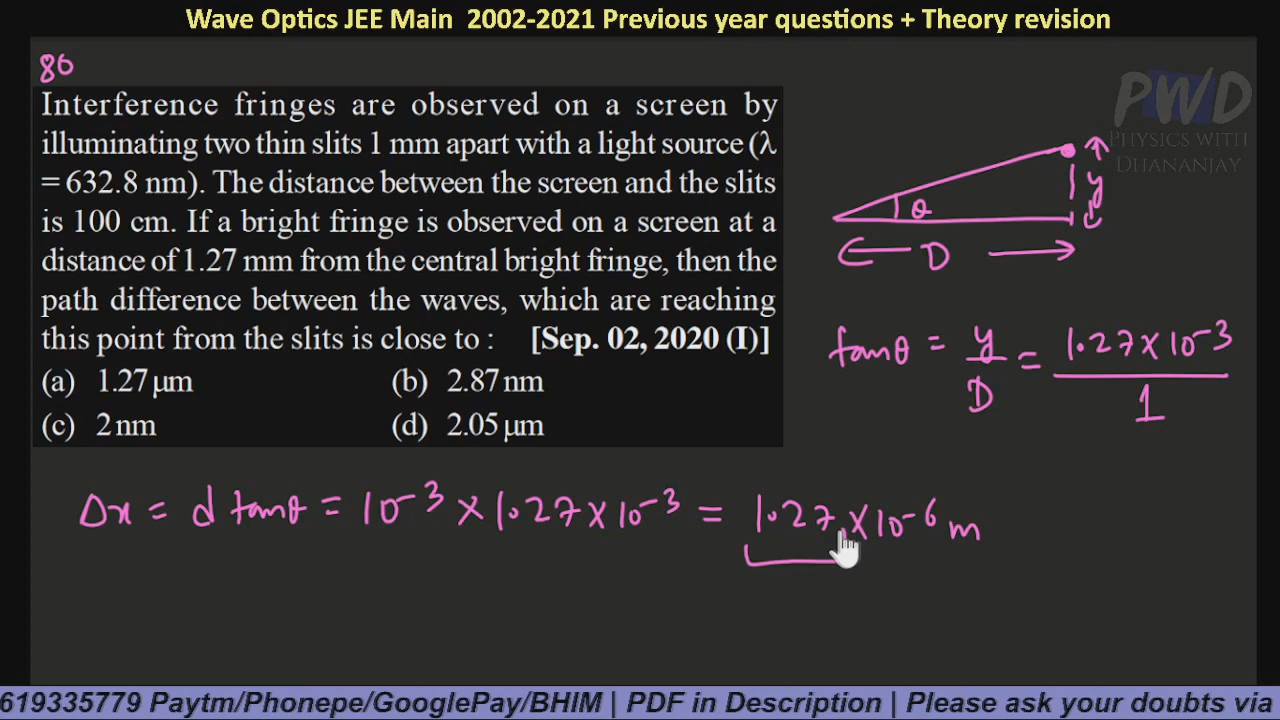 Wave Optics JEE Main 2002-2021 Previous year questions + Theory revision
86
Interference fringes are observed on a screen by
illuminating two thin slits 1 mm apart with a light source (λ
= 632.8 nm). The distance between the screen and the slits
is 100 cm. If a bright fringe is observed on a screen at a
distance of 1.27 mm from the central bright fringe, then the
path difference between the waves, which are reaching
this point from the slits is close to : [Sep. 02, 2020 (I)]
(a) 1.27 μm (b) 2.87 nm
(c) 2 nm (d) 2.05 μm
PWD
PHYSICS WITH
DHANANJAY
θ
y
D
tanθ = y/D = 1.27×10⁻³/1
Δx = d tanθ = 10⁻³ × 1.27×10⁻³ = 1.27×10⁻⁶ m
619335779 Paytm/Phonepe/GooglePay/BHIM | PDF in Description | Please ask your doubts via